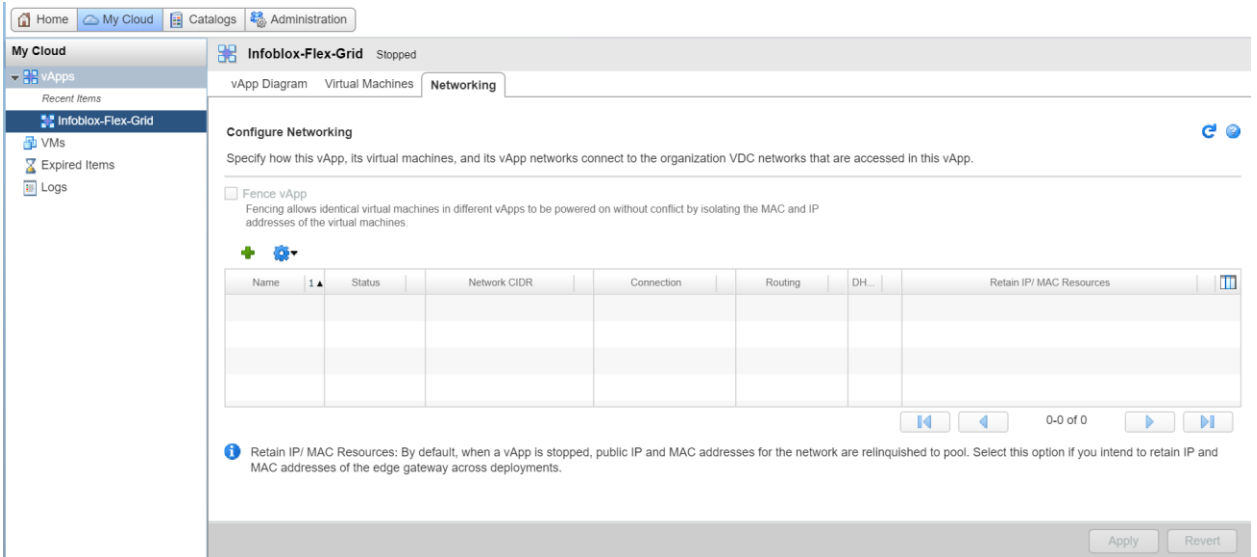 Home My Cloud Catalogs Administration
My Cloud
vApps
Recent Items
Infoblox-Flex-Grid
VMs
Expired Items
Logs
Infoblox-Flex-Grid Stopped
vApp Diagram Virtual Machines Networking
Configure Networking
Specify how this vApp, its virtual machines, and its vApp networks connect to the organization VDC networks that are accessed in this vApp.
Fence vApp
Fencing allows identical virtual machines in different vApps to be powered on without conflict by isolating the MAC and IP
addresses of the virtual machines.
Name 1▲ Status Network CIDR Connection Routing DH... Retain IP/ MAC Resources
0-0 of 0
Retain IP/ MAC Resources: By default, when a vApp is stopped, public IP and MAC addresses for the network are relinquished to pool. Select this option if you intend to retain IP and
MAC addresses of the edge gateway across deployments.
Apply Revert